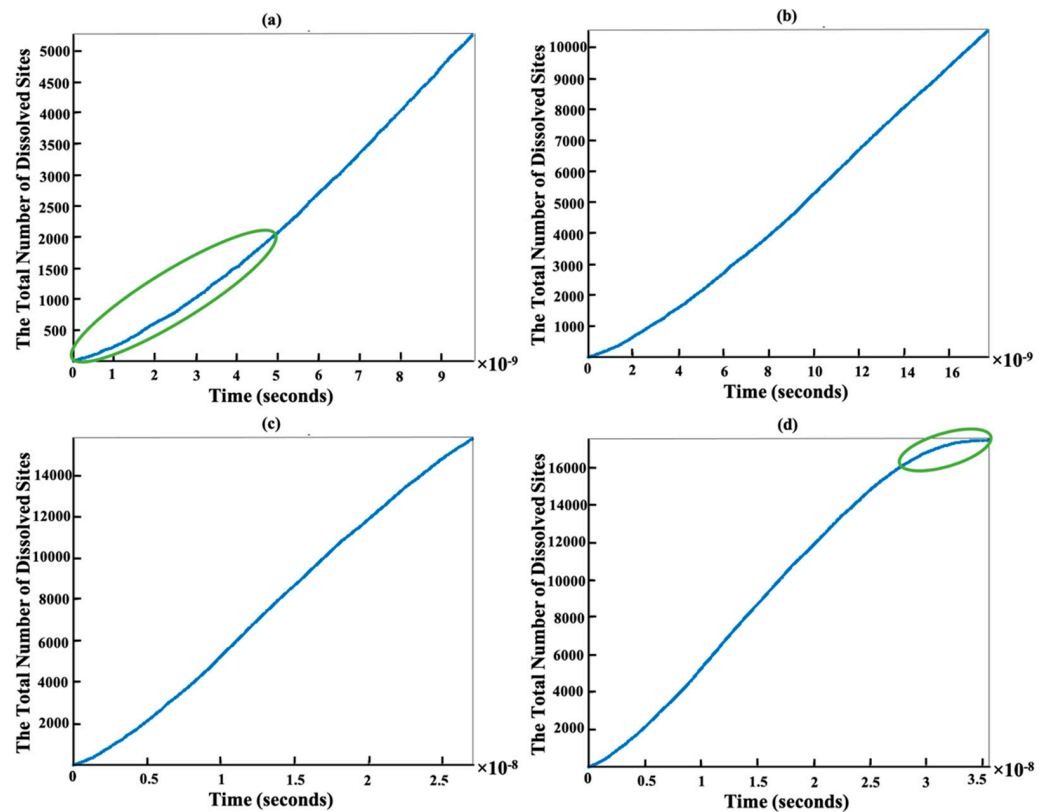 (a)
The Total Number of Dissolved Sites
5000
4500
4000
3500
3000
2500
2000
1500
1000
500
0 1 2 3 4 5 6 7 8 9
×10-9
Time (seconds)
(b)
The Total Number of Dissolved Sites
10000
9000
8000
7000
6000
5000
4000
3000
2000
1000
0 2 4 6 8 10 12 14 16
×10-9
Time (seconds)
(c)
The Total Number of Dissolved Sites
14000
12000
10000
8000
6000
4000
2000
0 0.5 1 1.5 2 2.5
×10-8
Time (seconds)
(d)
The Total Number of Dissolved Sites
16000
14000
12000
10000
8000
6000
4000
2000
0 0.5 1 1.5 2 2.5 3 3.5
×10-8
Time (seconds)